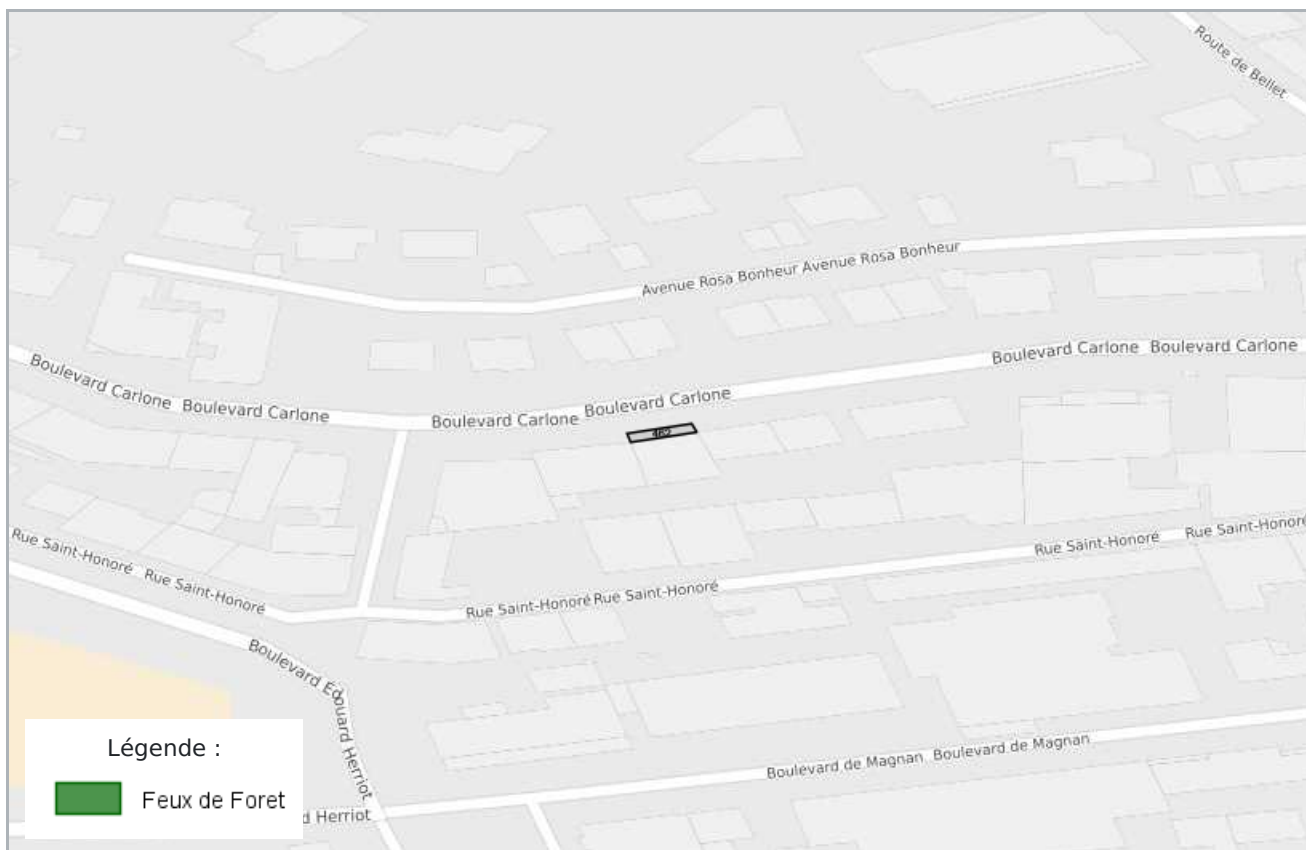 Route de Bellet
Avenue Rosa Bonheur Avenue Rosa Bonheur
Boulevard Carlone Boulevard Carlone
Boulevard Carlone Boulevard Carlone
Boulevard Carlone Boulevard Carlone
Rue Saint-Honoré Rue Saint-Honoré
Rue Saint-Honoré Rue Saint-Honoré
Rue Saint-Honoré Rue Saint-Honoré
Boulevard Édouard Herriot
Boulevard de Magnan Boulevard de Magnan
d Herriot
Légende :
Feux de Foret